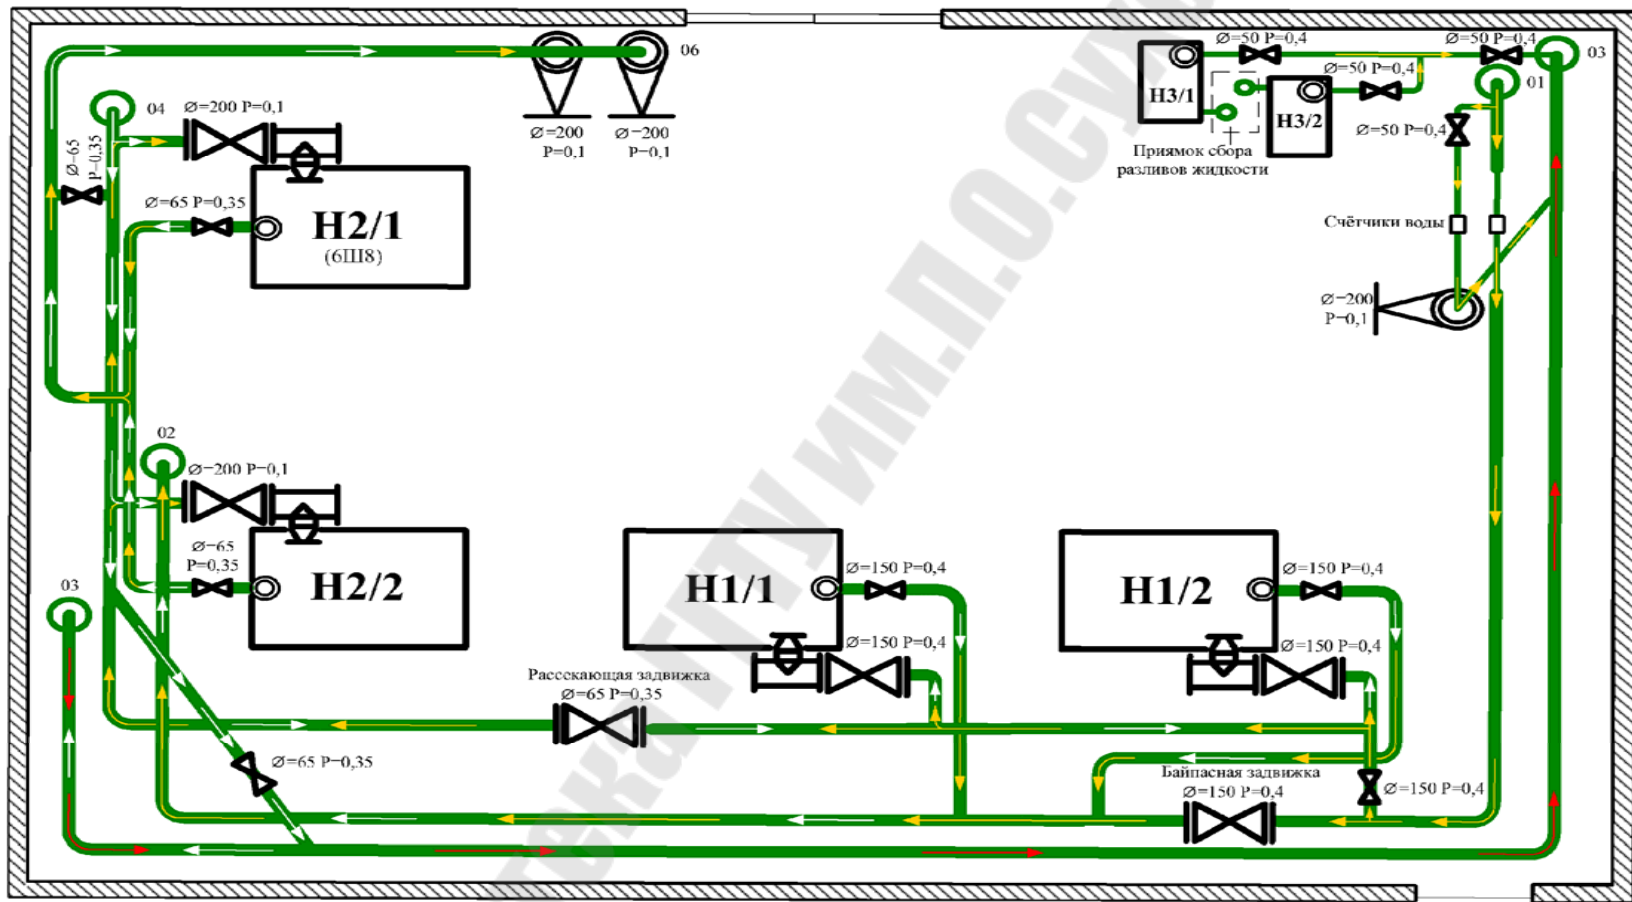 06
Ø=50 P=0,4
Ø=50 P=0,4
03
01
04
Ø=200 P=0,1
Н3/1
Ø=50 P=0,4
Н3/2
Ø=50 P=0,4
Ø=65
P=0,35
Ø=200
P=0,1
Ø=200
P=0,1
Приямок сбора
разливов жидкости
Ø=65 P=0,35
Н2/1
(6Ш8)
Счётчики воды
Ø=200
P=0,1
02
Ø=200 P=0,1
Ø=65
P=0,35
03
Н2/2
Н1/1
Ø=150 P=0,4
Н1/2
Ø=150 P=0,4
Ø=150 P=0,4
Ø=150 P=0,4
Рассекающая задвижка
Ø=65 P=0,35
Ø=65 P=0,35
Байпасная задвижка
Ø=150 P=0,4
Ø=150 P=0,4
тека ГГТУ им.П.О.Сух